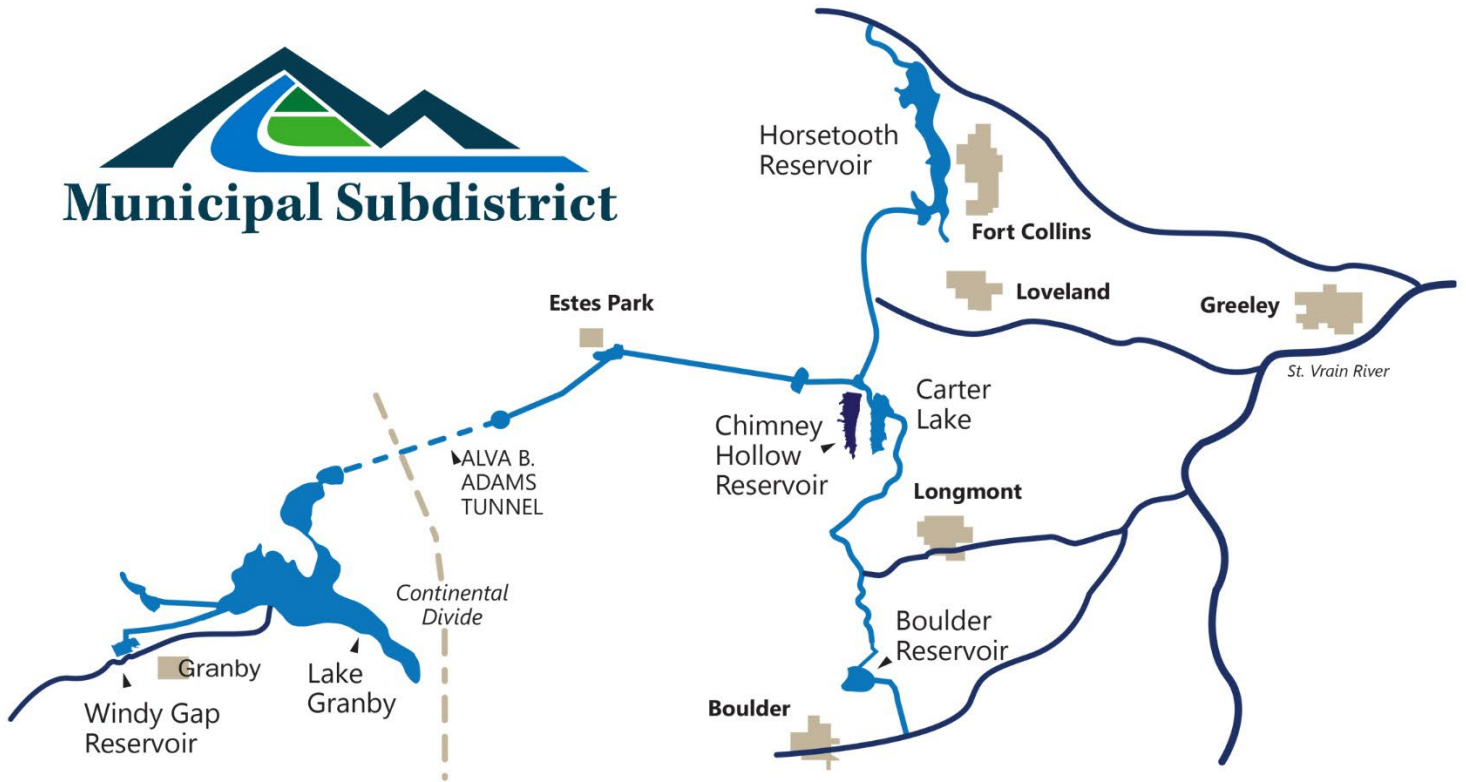 Municipal Subdistrict
Horsetooth
Reservoir
Fort Collins
Loveland
Greeley
Estes Park
St. Vrain River
Carter
Lake
Chimney
Hollow
Reservoir
ALVA B.
ADAMS
TUNNEL
Longmont
Continental
Divide
Boulder
Reservoir
Granby
Lake
Granby
Windy Gap
Reservoir
Boulder